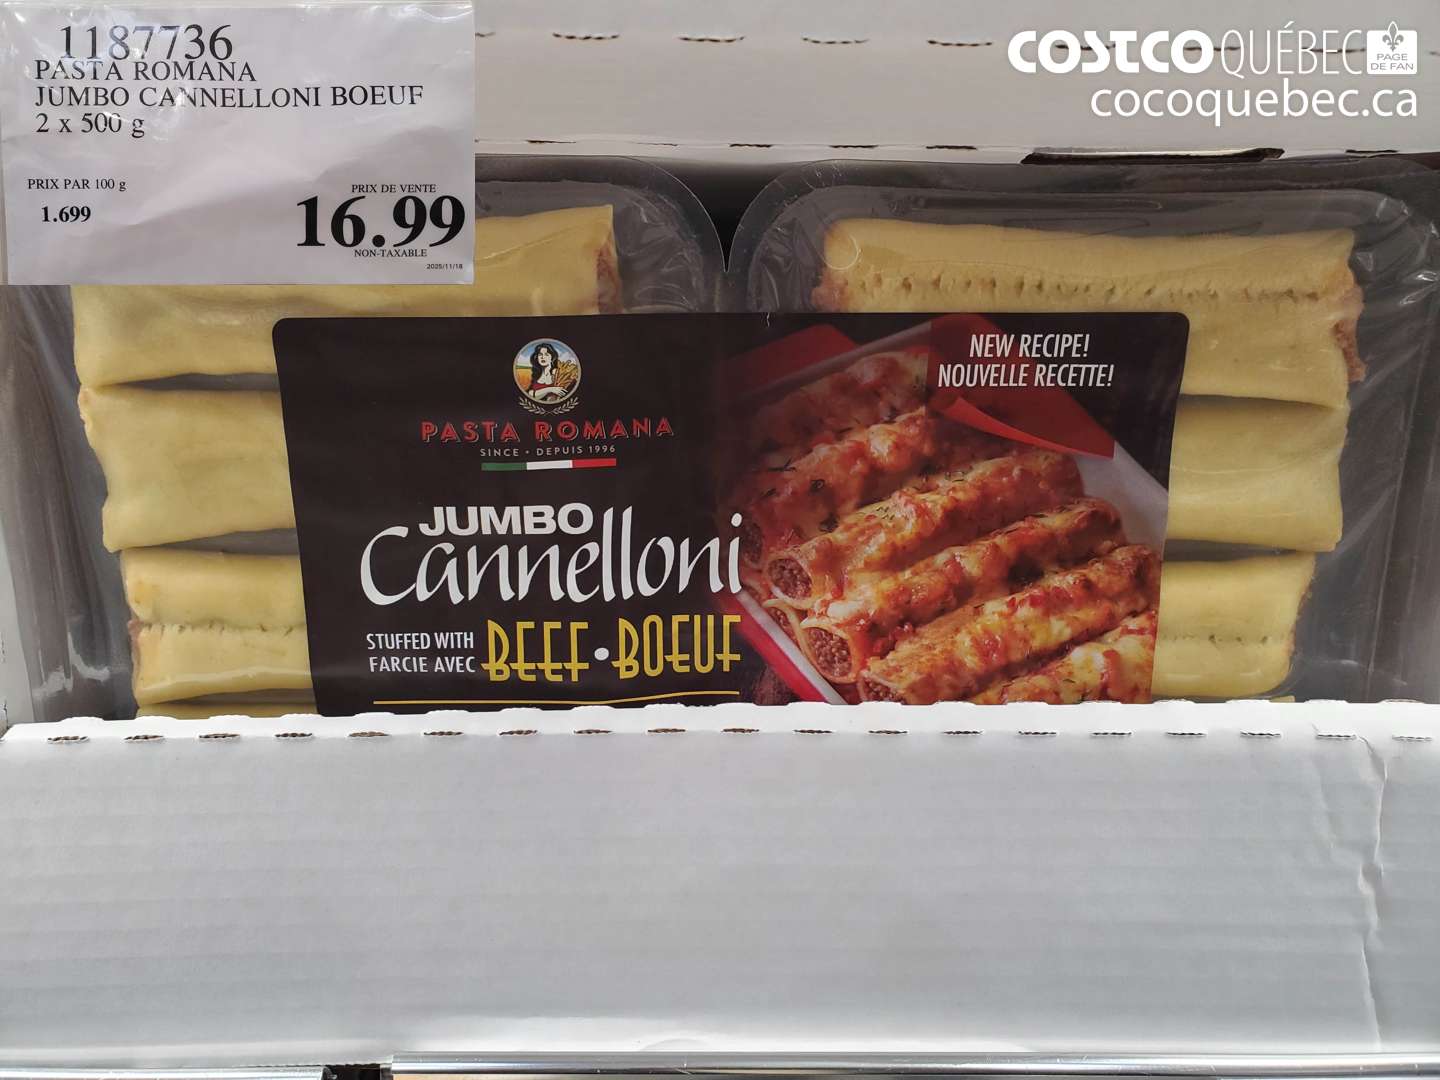 1187736
PASTA ROMANA
JUMBO CANNELLONI BOEUF
2 x 500 g
PRIX PAR 100 g
1.699
PRIX DE VENTE
16.99
NON-TAXABLE
2025/11/18
COSTCO QUÉBEC
PAGE
DE FAN
cocoquebec.ca
NEW RECIPE!
NOUVELLE RECETTE!
PASTA ROMANA
SINCE • DEPUIS 1996
JUMBO
Cannelloni
STUFFED WITH
FARCIE AVEC
BEEF • BOEUF